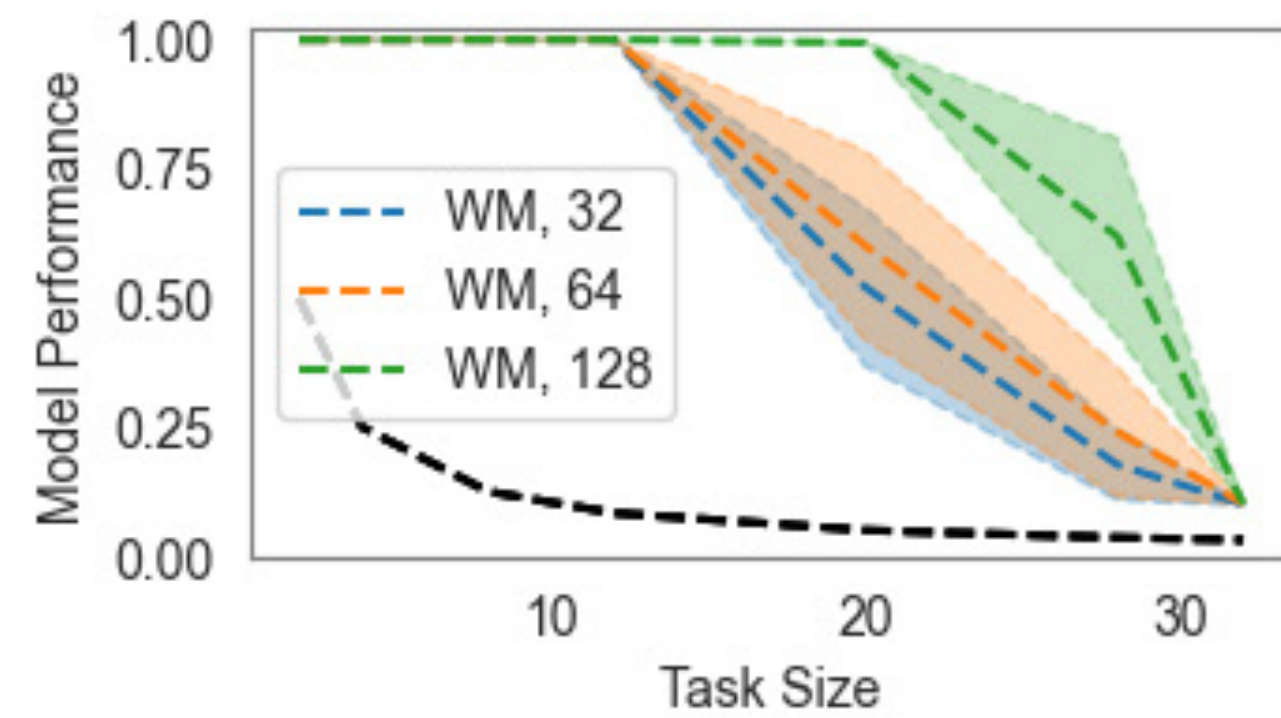 Model Performance
1.00
0.75
0.50
0.25
0.00
WM, 32
WM, 64
WM, 128
10 20 30
Task Size